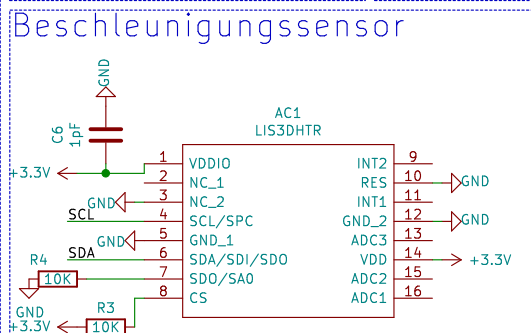 Beschleunigungssensor
GND
C6
1pF
AC1
LIS3DHTR
+3.3V
1 VDDIO INT2 9
2 NC_1 RES 10 GND
GND 3 NC_2 INT1 11
SCL 4 SCL/SPC GND_2 12 GND
GND 5 GND_1 ADC3 13
SDA 6 SDA/SDI/SDO VDD 14 +3.3V
R4 10K 7 SDO/SA0 ADC2 15
GND
8 CS ADC1 16
R3
+3.3V 10K